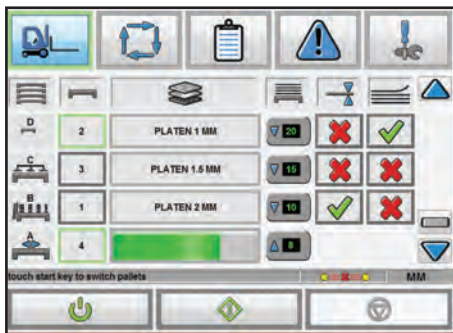 D
2
PLATEN 1 MM
20
C
3
PLATEN 1.5 MM
15
B
1
PLATEN 2 MM
10
A
4
8
touch start key to switch pallets
MM